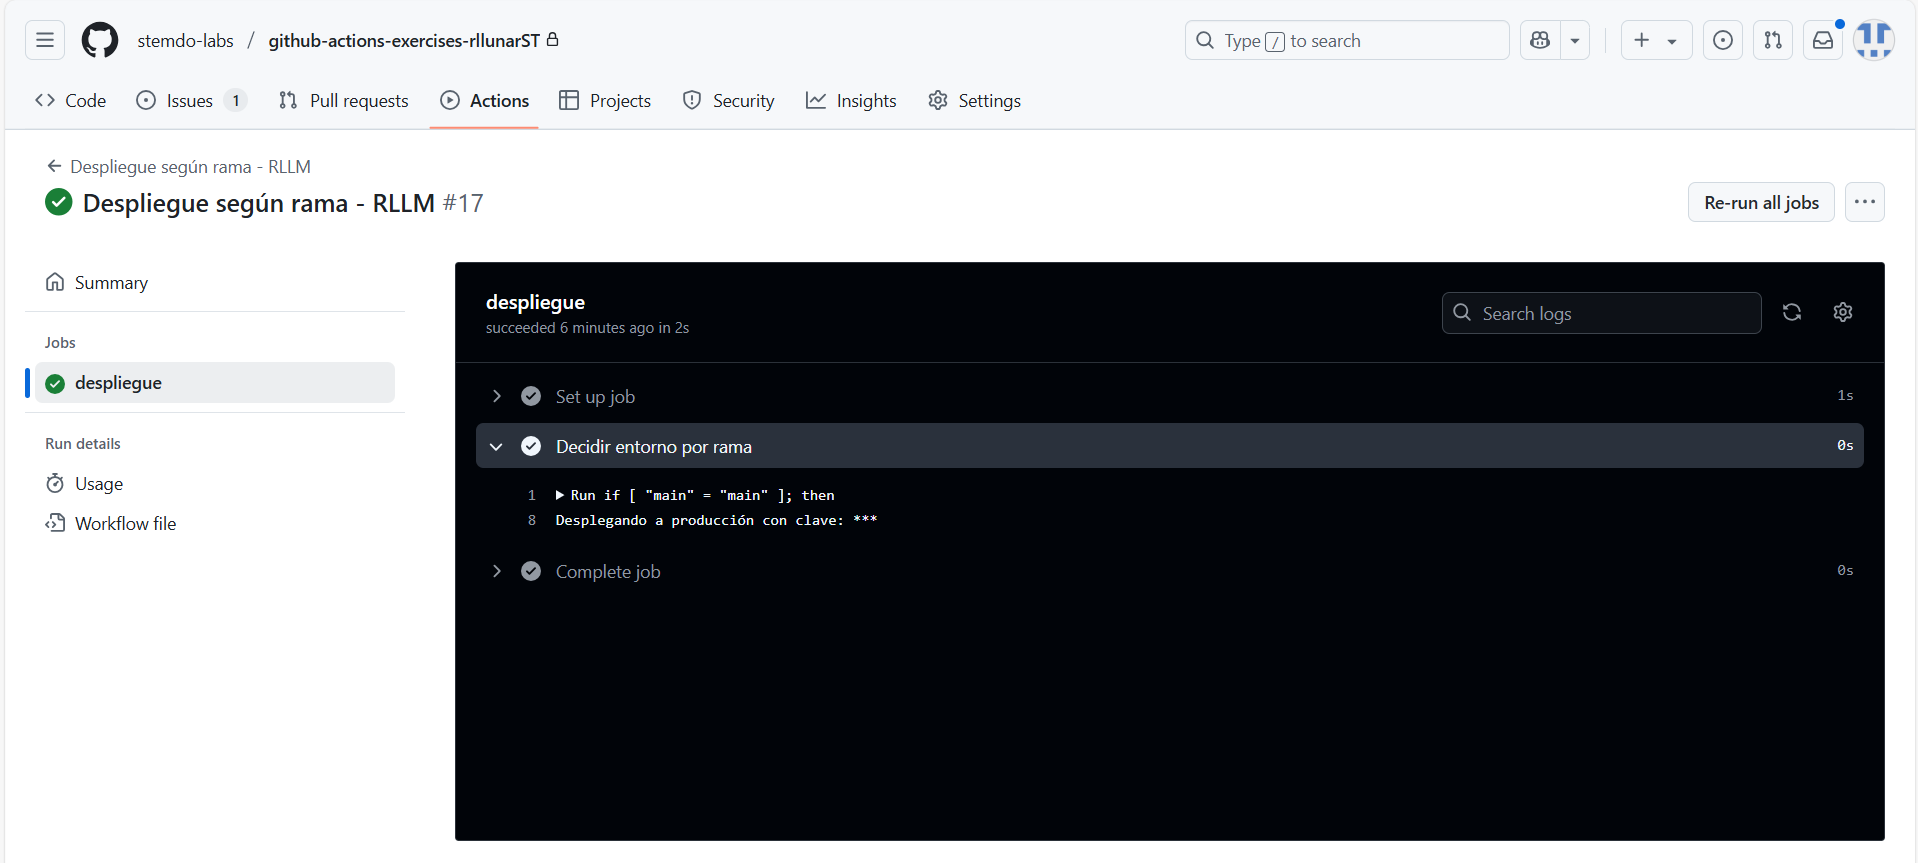 stemdo-labs / github-actions-exercises-rllunarST
Type / to search
Code
Issues 1
Pull requests
Actions
Projects
Security
Insights
Settings
Despliegue según rama - RLLM
Despliegue según rama - RLLM #17
Re-run all jobs
Summary
Jobs
despliegue
Run details
Usage
Workflow file
despliegue
succeeded 6 minutes ago in 2s
Search logs
Set up job 1s
Decidir entorno por rama 0s
1 Run if [ "main" = "main" ]; then
8 Desplegando a producción con clave: ***
Complete job 0s